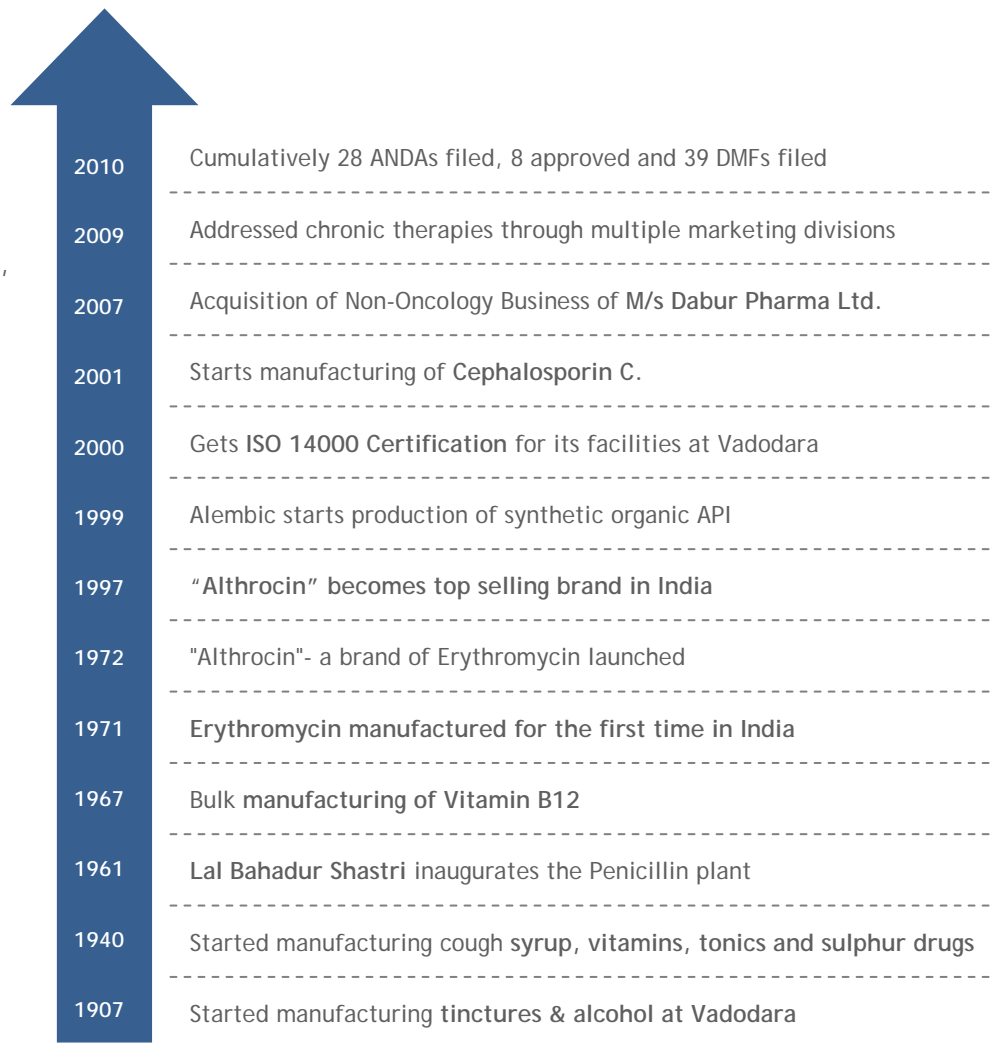 2010 Cumulatively 28 ANDAs filed, 8 approved and 39 DMFs filed
2009 Addressed chronic therapies through multiple marketing divisions
,
2007 Acquisition of Non-Oncology Business of M/s Dabur Pharma Ltd.
2001 Starts manufacturing of Cephalosporin C.
2000 Gets ISO 14000 Certification for its facilities at Vadodara
1999 Alembic starts production of synthetic organic API
1997 “Althrocin” becomes top selling brand in India
1972 "Althrocin"- a brand of Erythromycin launched
1971 Erythromycin manufactured for the first time in India
1967 Bulk manufacturing of Vitamin B12
1961 Lal Bahadur Shastri inaugurates the Penicillin plant
1940 Started manufacturing cough syrup, vitamins, tonics and sulphur drugs
1907 Started manufacturing tinctures & alcohol at Vadodara